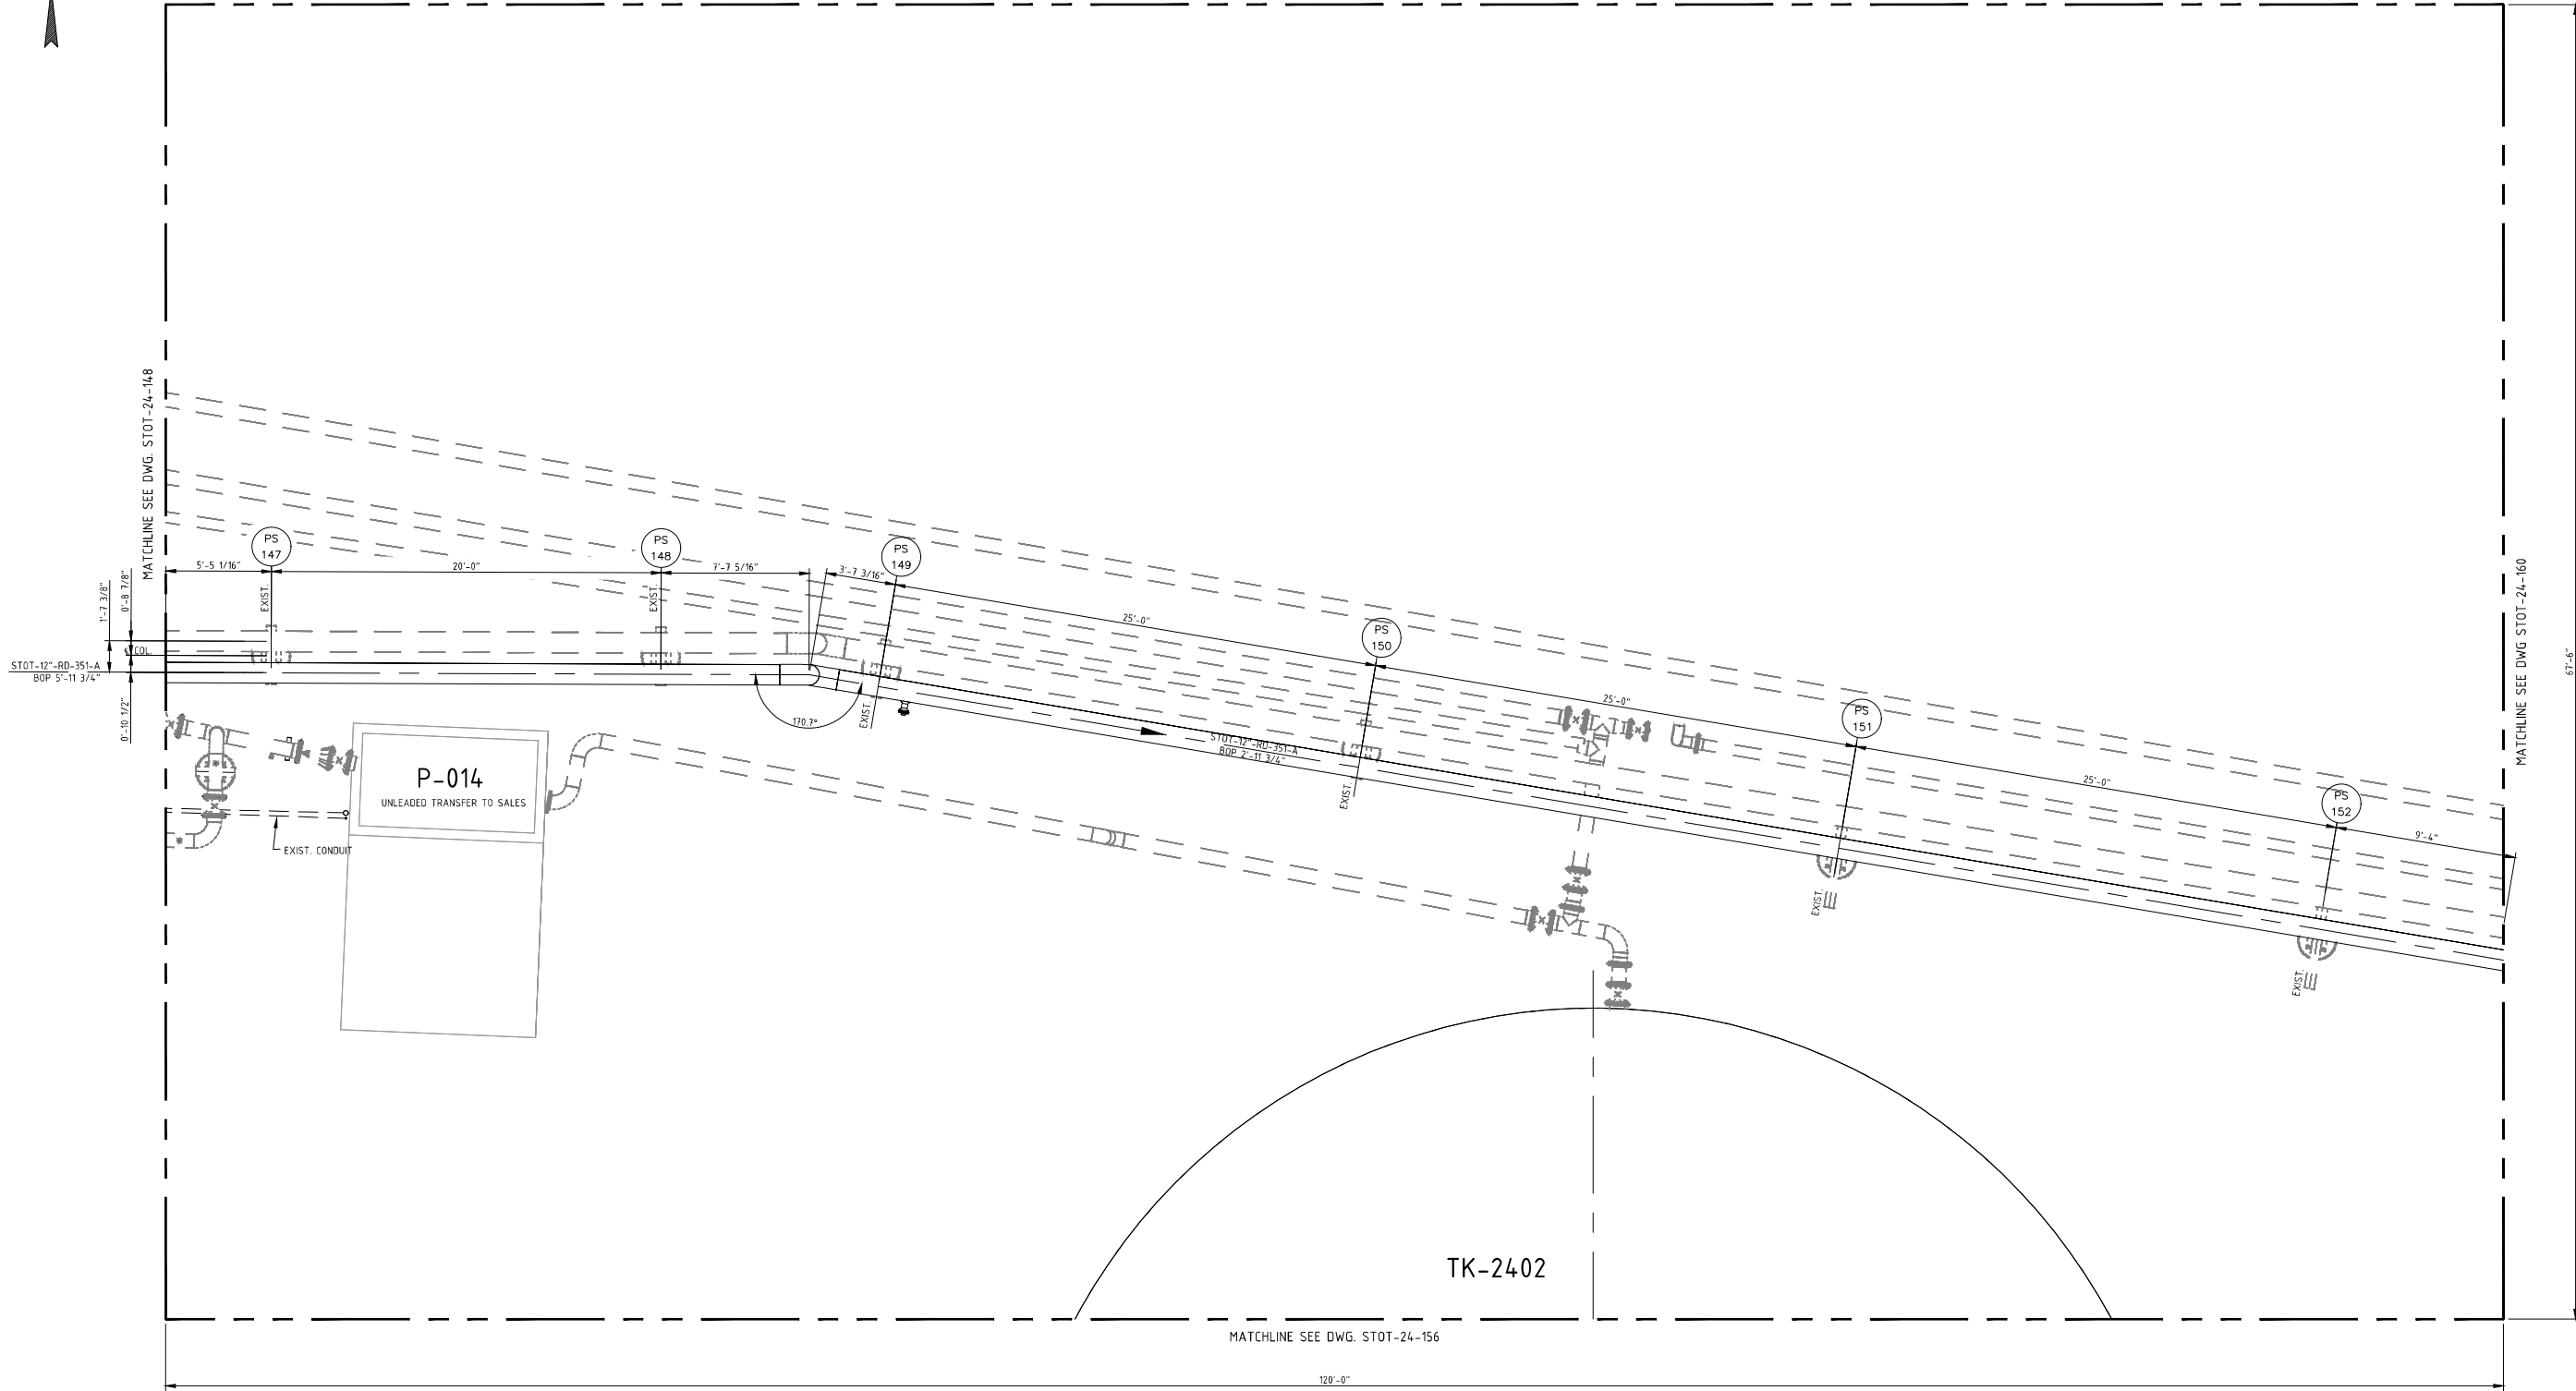 MATCHLINE SEE DWG. STOT-24-148
PS
147
PS
148
PS
149
PS
150
PS
151
PS
152
5'-5 1/16"
20'-0"
7'-7 5/16"
3'-7 3/16"
25'-0"
25'-0"
25'-0"
9'-4"
1'-7 3/8"
0'-8 7/8"
COL.
STOT-12"-RD-351-A
BOP 5'-11 3/4"
0'-10 1/2"
EXIST.
EXIST.
EXIST.
EXIST.
EXIST.
EXIST.
170.7°
STOT-12"-RD-351-A
BOP 2'-11 3/4"
P-014
UNLEADED TRANSFER TO SALES
EXIST. CONDUIT
TK-2402
MATCHLINE SEE DWG STOT-24-160
67'-6"
MATCHLINE SEE DWG. STOT-24-156
120'-0"